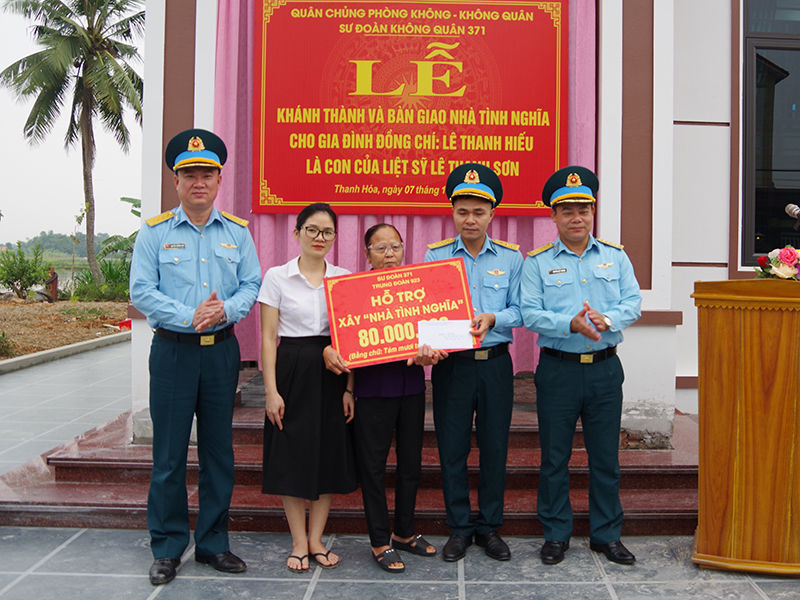 QUÂN CHỦNG PHÒNG KHÔNG - KHÔNG QUÂN
SƯ ĐOÀN KHÔNG QUÂN 371
LỄ
KHÁNH THÀNH VÀ BÀN GIAO NHÀ TÌNH NGHĨA
CHO GIA ĐÌNH ĐỒNG CHÍ: LÊ THANH HIẾU
LÀ CON CỦA LIỆT SỸ LÊ THANH SƠN
Thanh Hóa, ngày 07 tháng 1
SƯ ĐOÀN 371
TRUNG ĐOÀN 923
HỖ TRỢ
XÂY "NHÀ TÌNH NGHĨA"
80.000
(Bằng chữ: Tám mươi